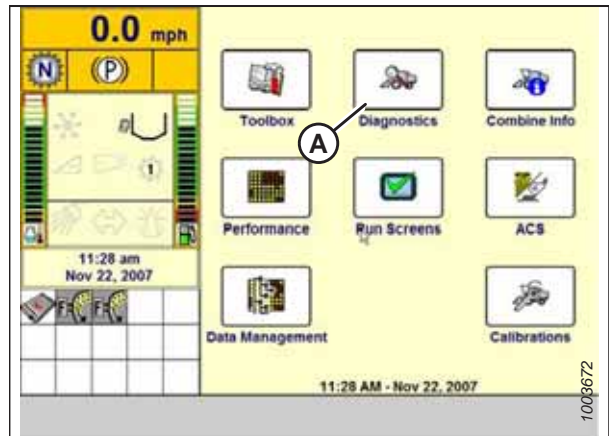 0.0 mph
N
P
1
11:28 am
Nov 22, 2007
F=
F=
Toolbox
Diagnostics
Combine Info
A
Performance
Run Screens
ACS
Data Management
Calibrations
11:28 AM - Nov 22, 2007
1003672